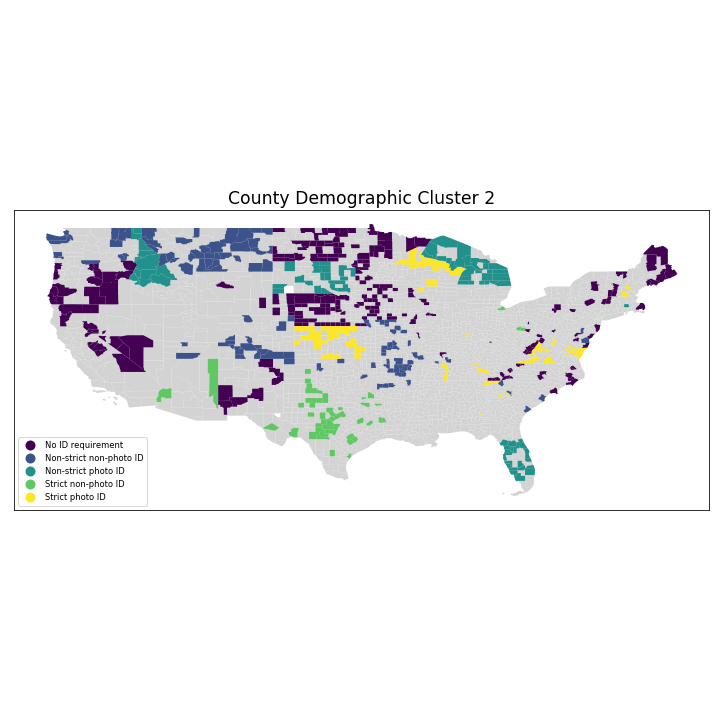 County Demographic Cluster 2
No ID requirement
Non-strict non-photo ID
Non-strict photo ID
Strict non-photo ID
Strict photo ID